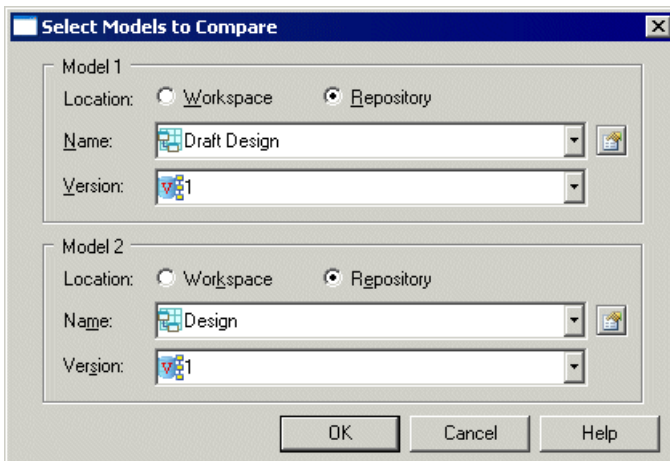 Select Models to Compare
Model 1
Location: Workspace Repository
Name: Draft Design
Version: 1
Model 2
Location: Workspace Repository
Name: Design
Version: 1
OK Cancel Help